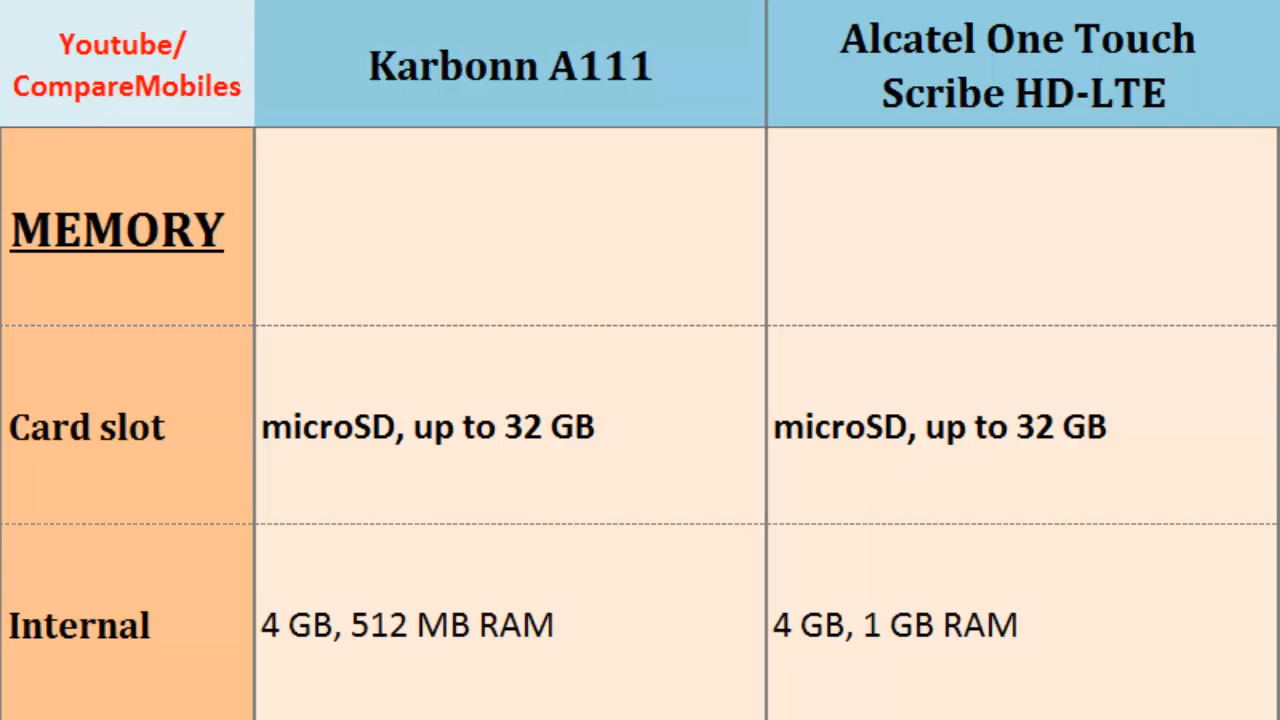 Youtube/
CompareMobiles
Karbonn A111
Alcatel One Touch
Scribe HD-LTE
MEMORY
Card slot
microSD, up to 32 GB
microSD, up to 32 GB
Internal
4 GB, 512 MB RAM
4 GB, 1 GB RAM